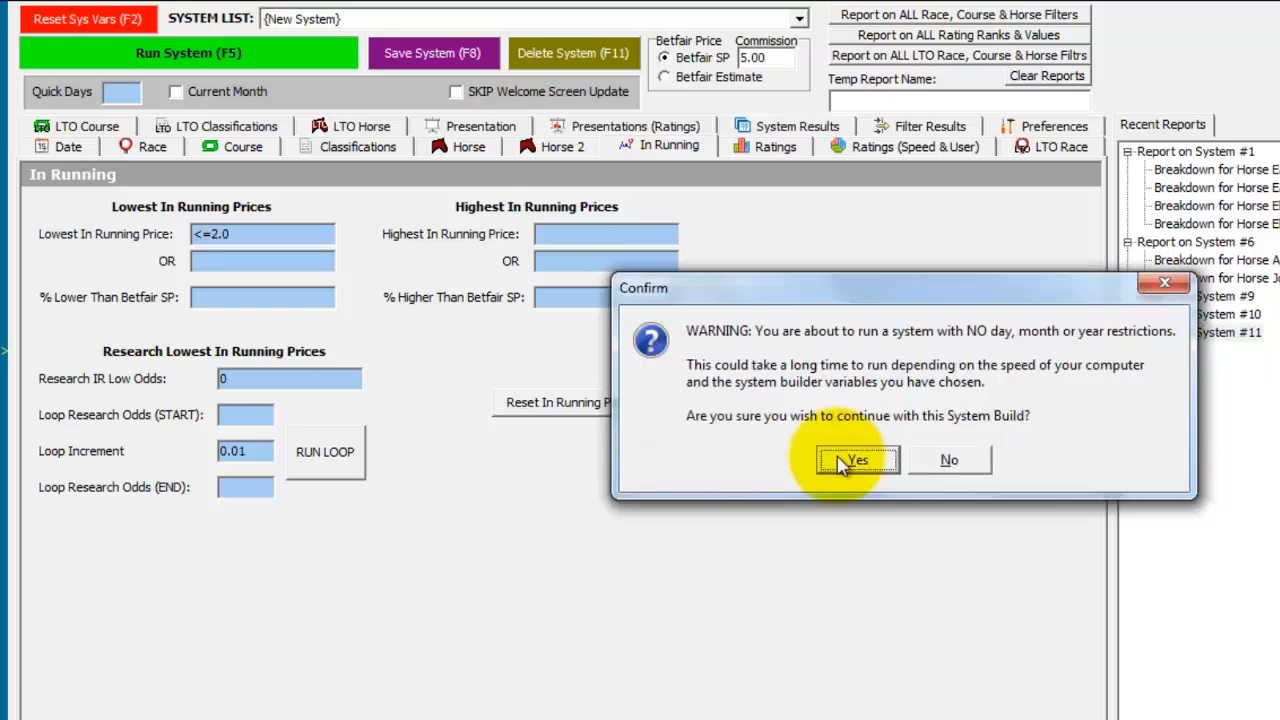 Reset Sys Vars (F2)
SYSTEM LIST:
{New System}
Report on ALL Race, Course & Horse Filters
Report on ALL Rating Ranks & Values
Report on ALL LTO Race, Course & Horse Filtrs
Run System (F5)
Save System (F8)
Delete System (F11)
Betfair Price
Commission
Betfair SP
5.00
Betfair Estimate
Temp Report Name:
Clear Reports
Quick Days
Current Month
SKIP Welcome Screen Update
LTO Course
LTO Classifications
LTO Horse
Presentation
Presentations (Ratings)
System Results
Filter Results
Preferences
Recent Reports
Date
Race
Course
Classifications
Horse
Horse 2
In Running
Ratings
Ratings (Speed & User)
LTO Race
Report on System #1
Breakdown for Horse
Breakdown for Horse
Breakdown for Horse
Breakdown for Horse
Report on System #6
Breakdown for Horse
down for Horse
System #9
System #10
System #11
In Running
Lowest In Running Prices
Highest In Running Prices
Lowest In Running Price:
<=2.0
Highest In Running Price:
OR
OR
% Lower Than Betfair SP:
% Higher Than Betfair SP:
Research Lowest In Running Prices
Research IR Low Odds:
0
Loop Research Odds (START):
Loop Increment
0.01
RUN LOOP
Loop Research Odds (END):
Reset In Running
Confirm
WARNING: You are about to run a system with NO day, month or year restrictions.
This could take a long time to run depending on the speed of your computer
and the system builder variables you have chosen.
Are you sure you wish to continue with this System Build?
Yes
No